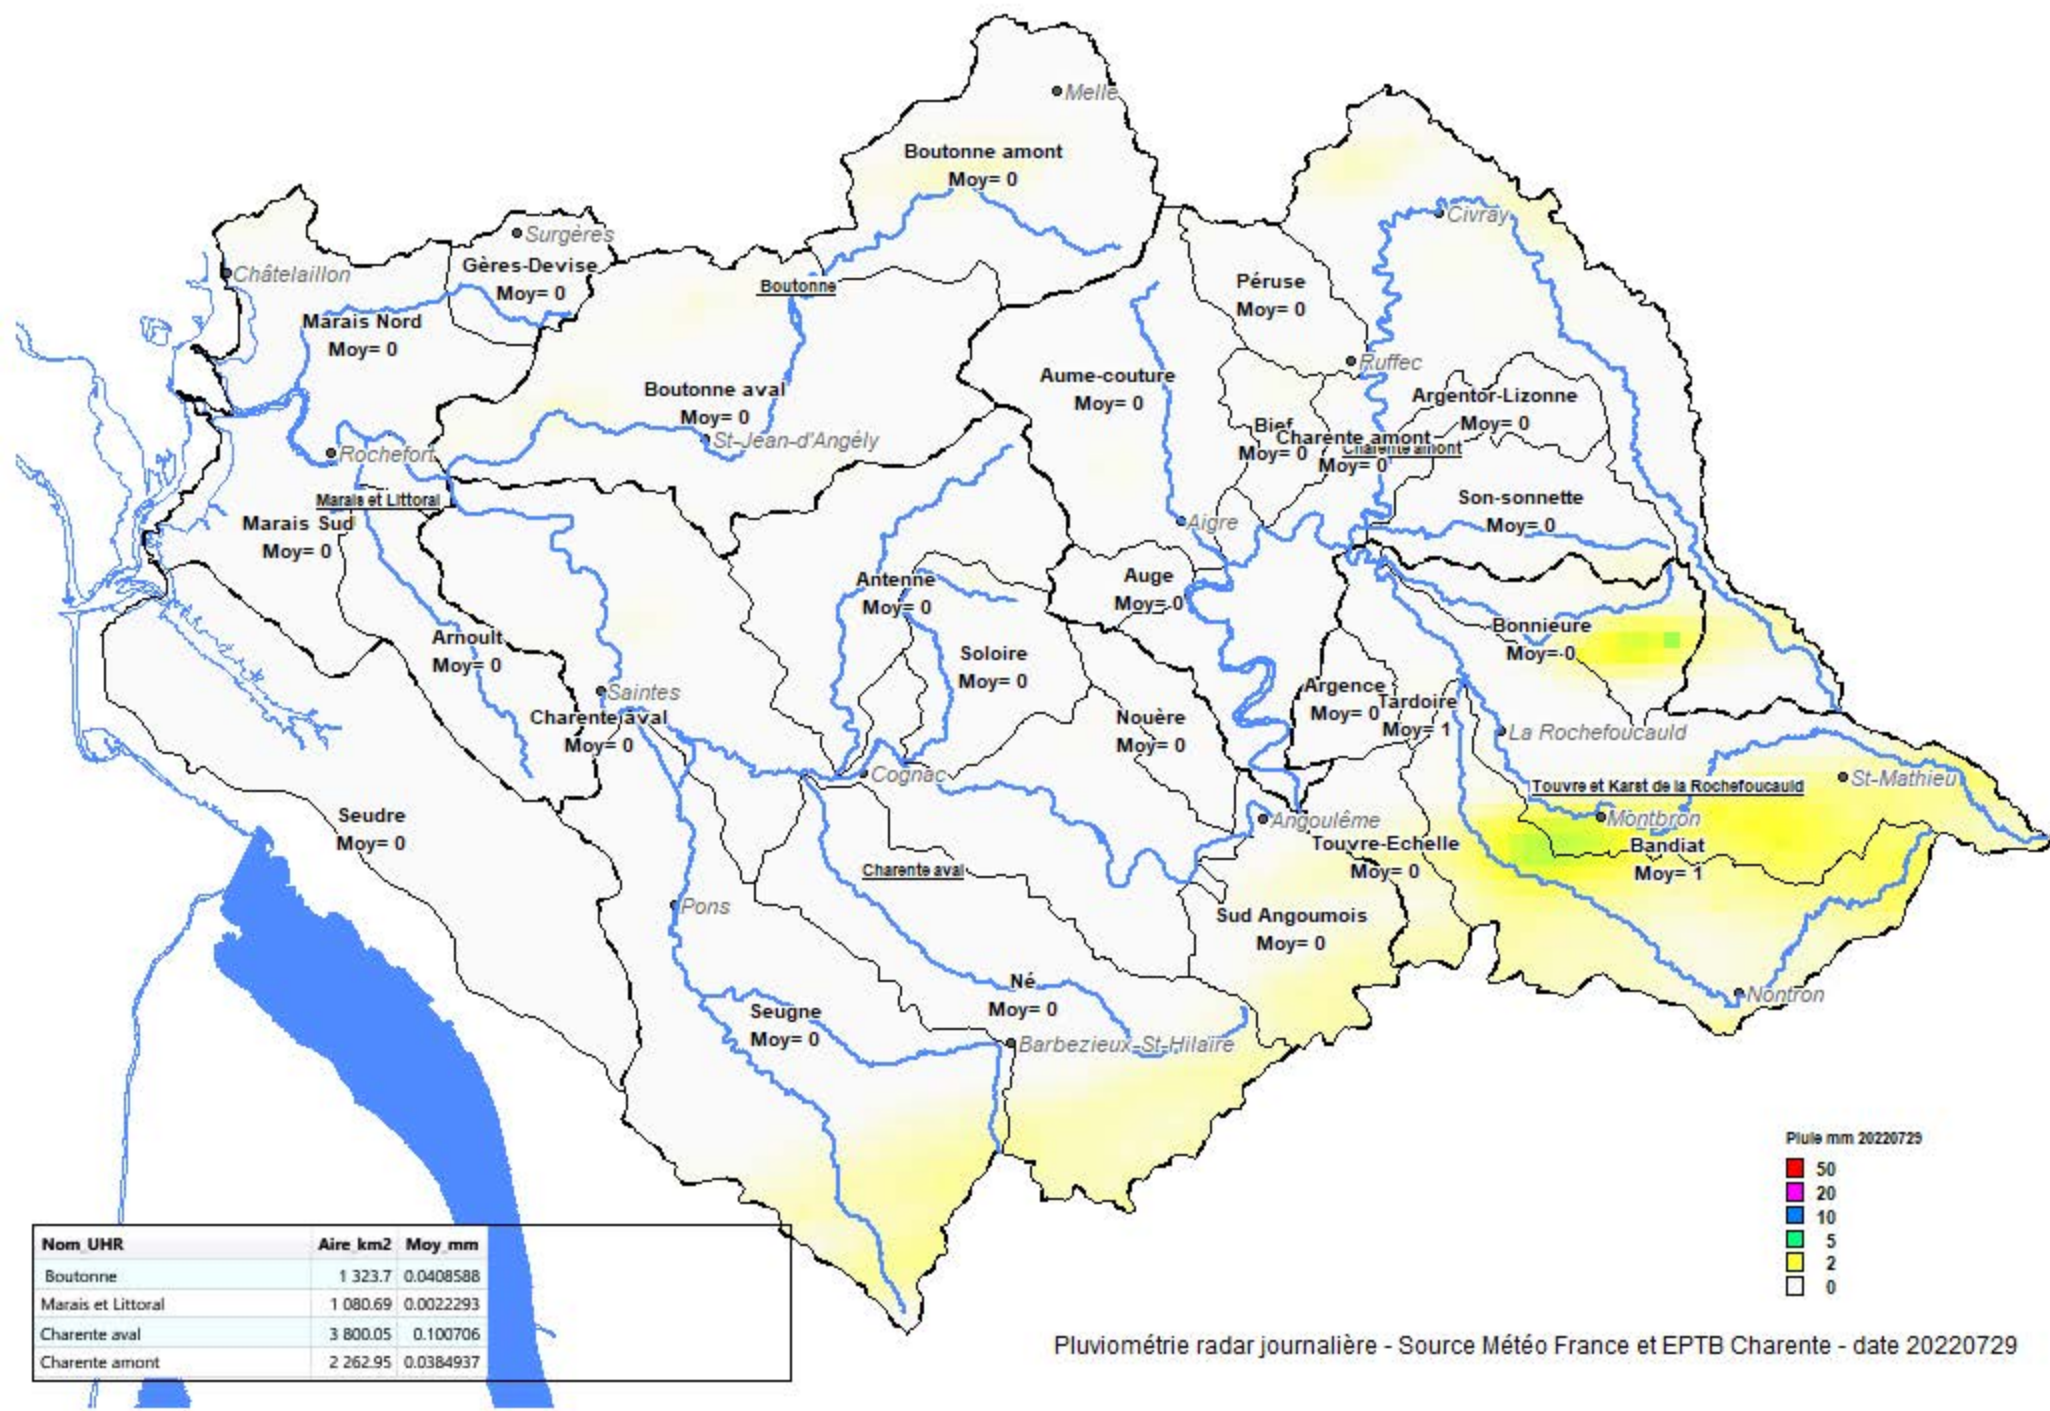 Melle
Boutonne amont
Moy= 0
Civray
Surgères
Châtelaillon
Gères-Devise
Moy= 0
Boutonne
Péruse
Moy= 0
Marais Nord
Moy= 0
Ruffec
Aume-couture
Moy= 0
Boutonne aval
Moy= 0
Argentor-Lizonne
Moy= 0
St-Jean-d'Angély
Bief
Moy= 0
Charente amont
Moy= 0
Charente amont
Rochefort
Marais et Littoral
Son-sonnette
Moy= 0
Marais Sud
Moy= 0
Aigre
Antenne
Moy= 0
Auge
Moy= 0
Arnoult
Moy= 0
Bonnieure
Moy= 0
Soloire
Moy= 0
Saintes
Charente aval
Moy= 0
Nouère
Moy= 0
Argence
Moy= 0
Tardoire
Moy= 1
La Rochefoucauld
Cognac
St-Mathieu
Touvre et Karst de la Rochefoucauld
Seudre
Moy= 0
Angoulême
Montbron
Touvre-Echelle
Moy= 0
Bandiat
Moy= 1
Charente aval
Pons
Sud Angoumois
Moy= 0
Né
Moy= 0
Nontron
Seugne
Moy= 0
Barbezieux-St-Hilaire
Pluie mm 20220729
50
20
10
5
2
0
Nom_UHR Aire_km2 Moy_mm
Boutonne 1 323.7 0.0408588
Marais et Littoral 1 080.69 0.0022293
Charente aval 3 800.05 0.100706
Charente amont 2 262.95 0.0384937
Pluviométrie radar journalière - Source Météo France et EPTB Charente - date 20220729